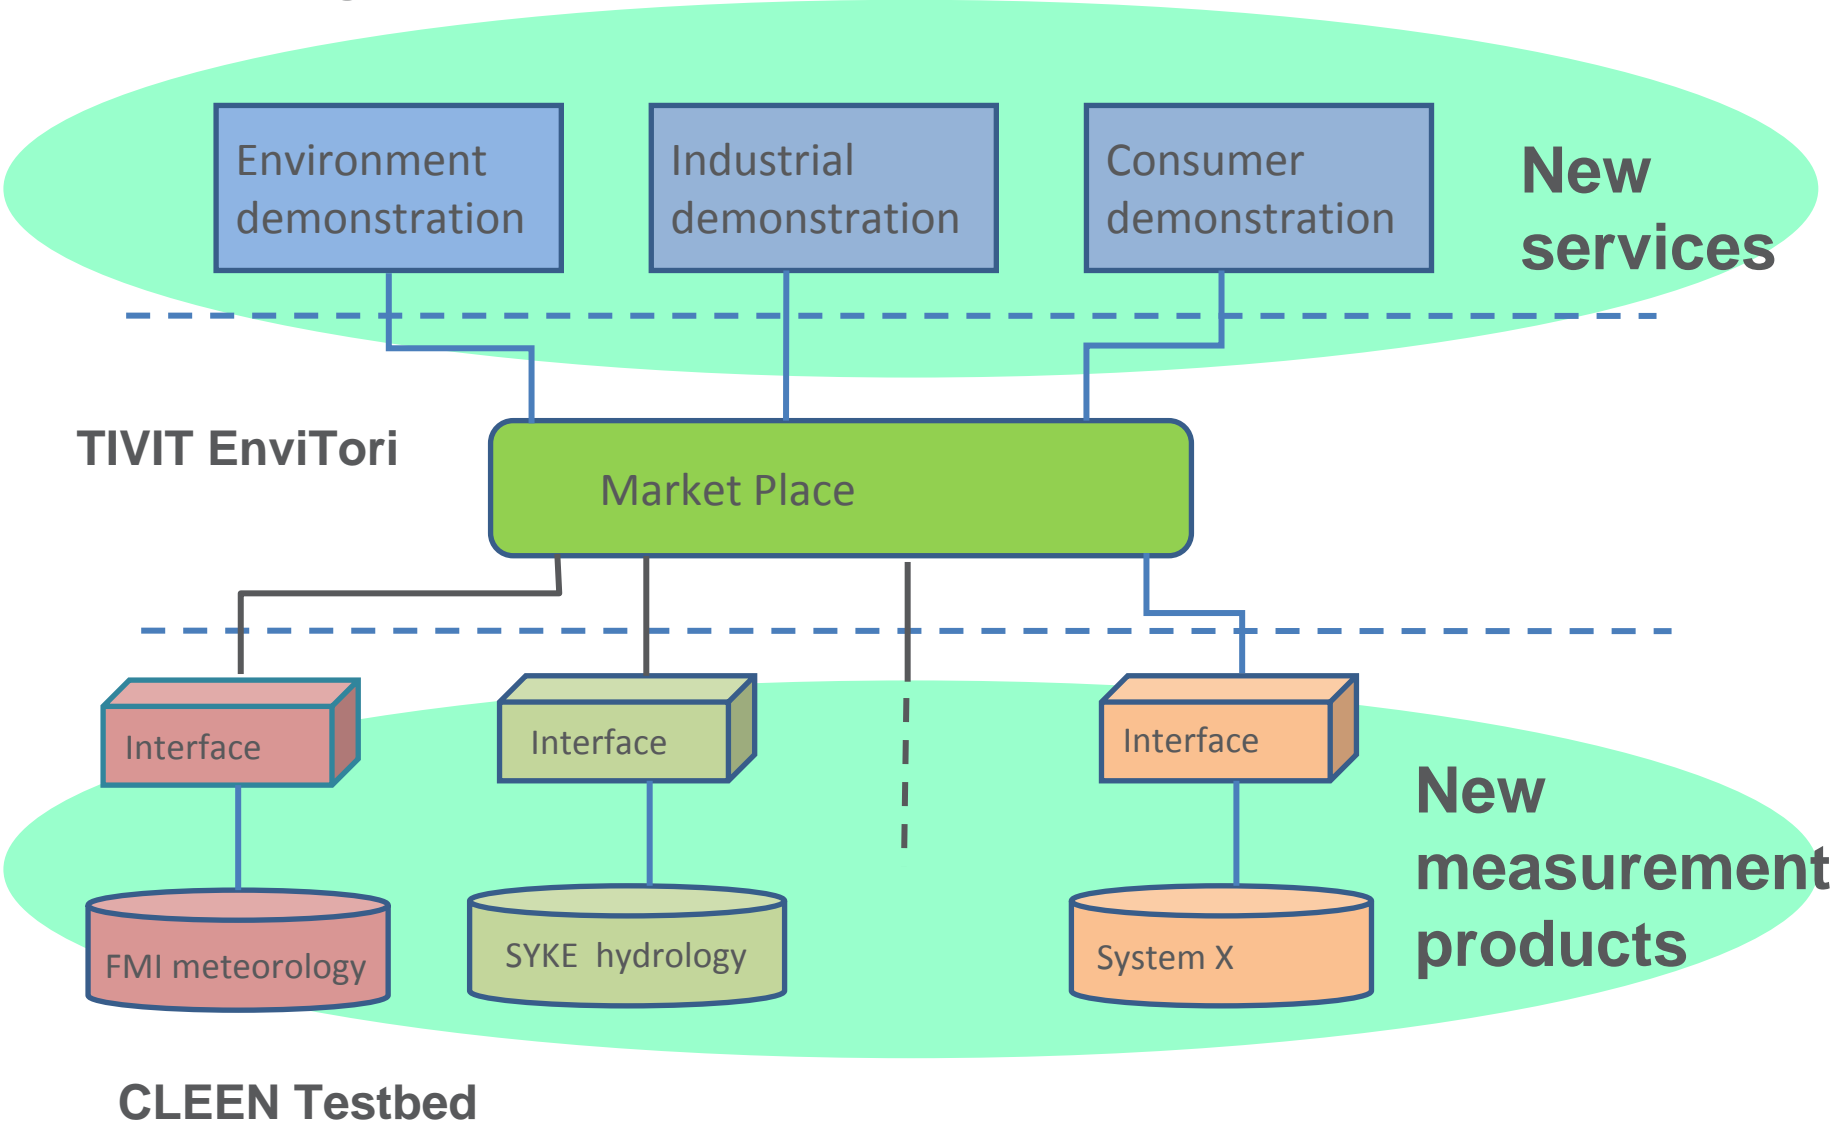 Environment
demonstration
Industrial
demonstration
Consumer
demonstration
New
services
TIVIT EnviTori
Market Place
Interface
Interface
Interface
New
measurement
products
FMI meteorology
SYKE hydrology
System X
CLEEN Testbed